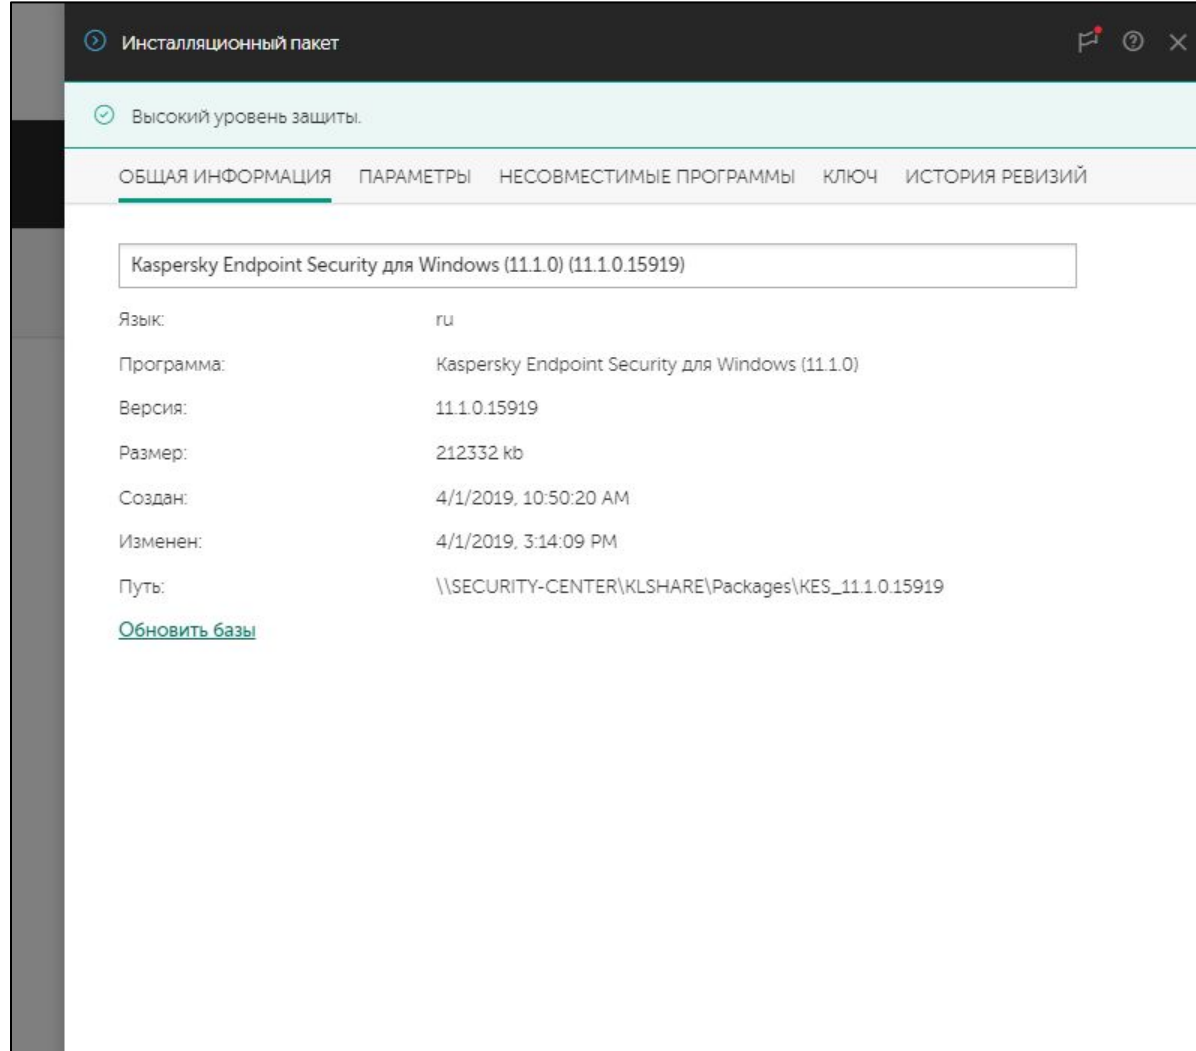 Инсталляционный пакет
Высокий уровень защиты.
ОБЩАЯ ИНФОРМАЦИЯ ПАРАМЕТРЫ НЕСОВМЕСТИМЫЕ ПРОГРАММЫ КЛЮЧ ИСТОРИЯ РЕВИЗИЙ
Kaspersky Endpoint Security для Windows (11.1.0) (11.1.0.15919)
Язык: ru
Программа: Kaspersky Endpoint Security для Windows (11.1.0)
Версия: 11.1.0.15919
Размер: 212332 kb
Создан: 4/1/2019, 10:50:20 AM
Изменен: 4/1/2019, 3:14:09 PM
Путь: \\SECURITY-CENTER\KLSHARE\Packages\KES_11.1.0.15919
Обновить базы